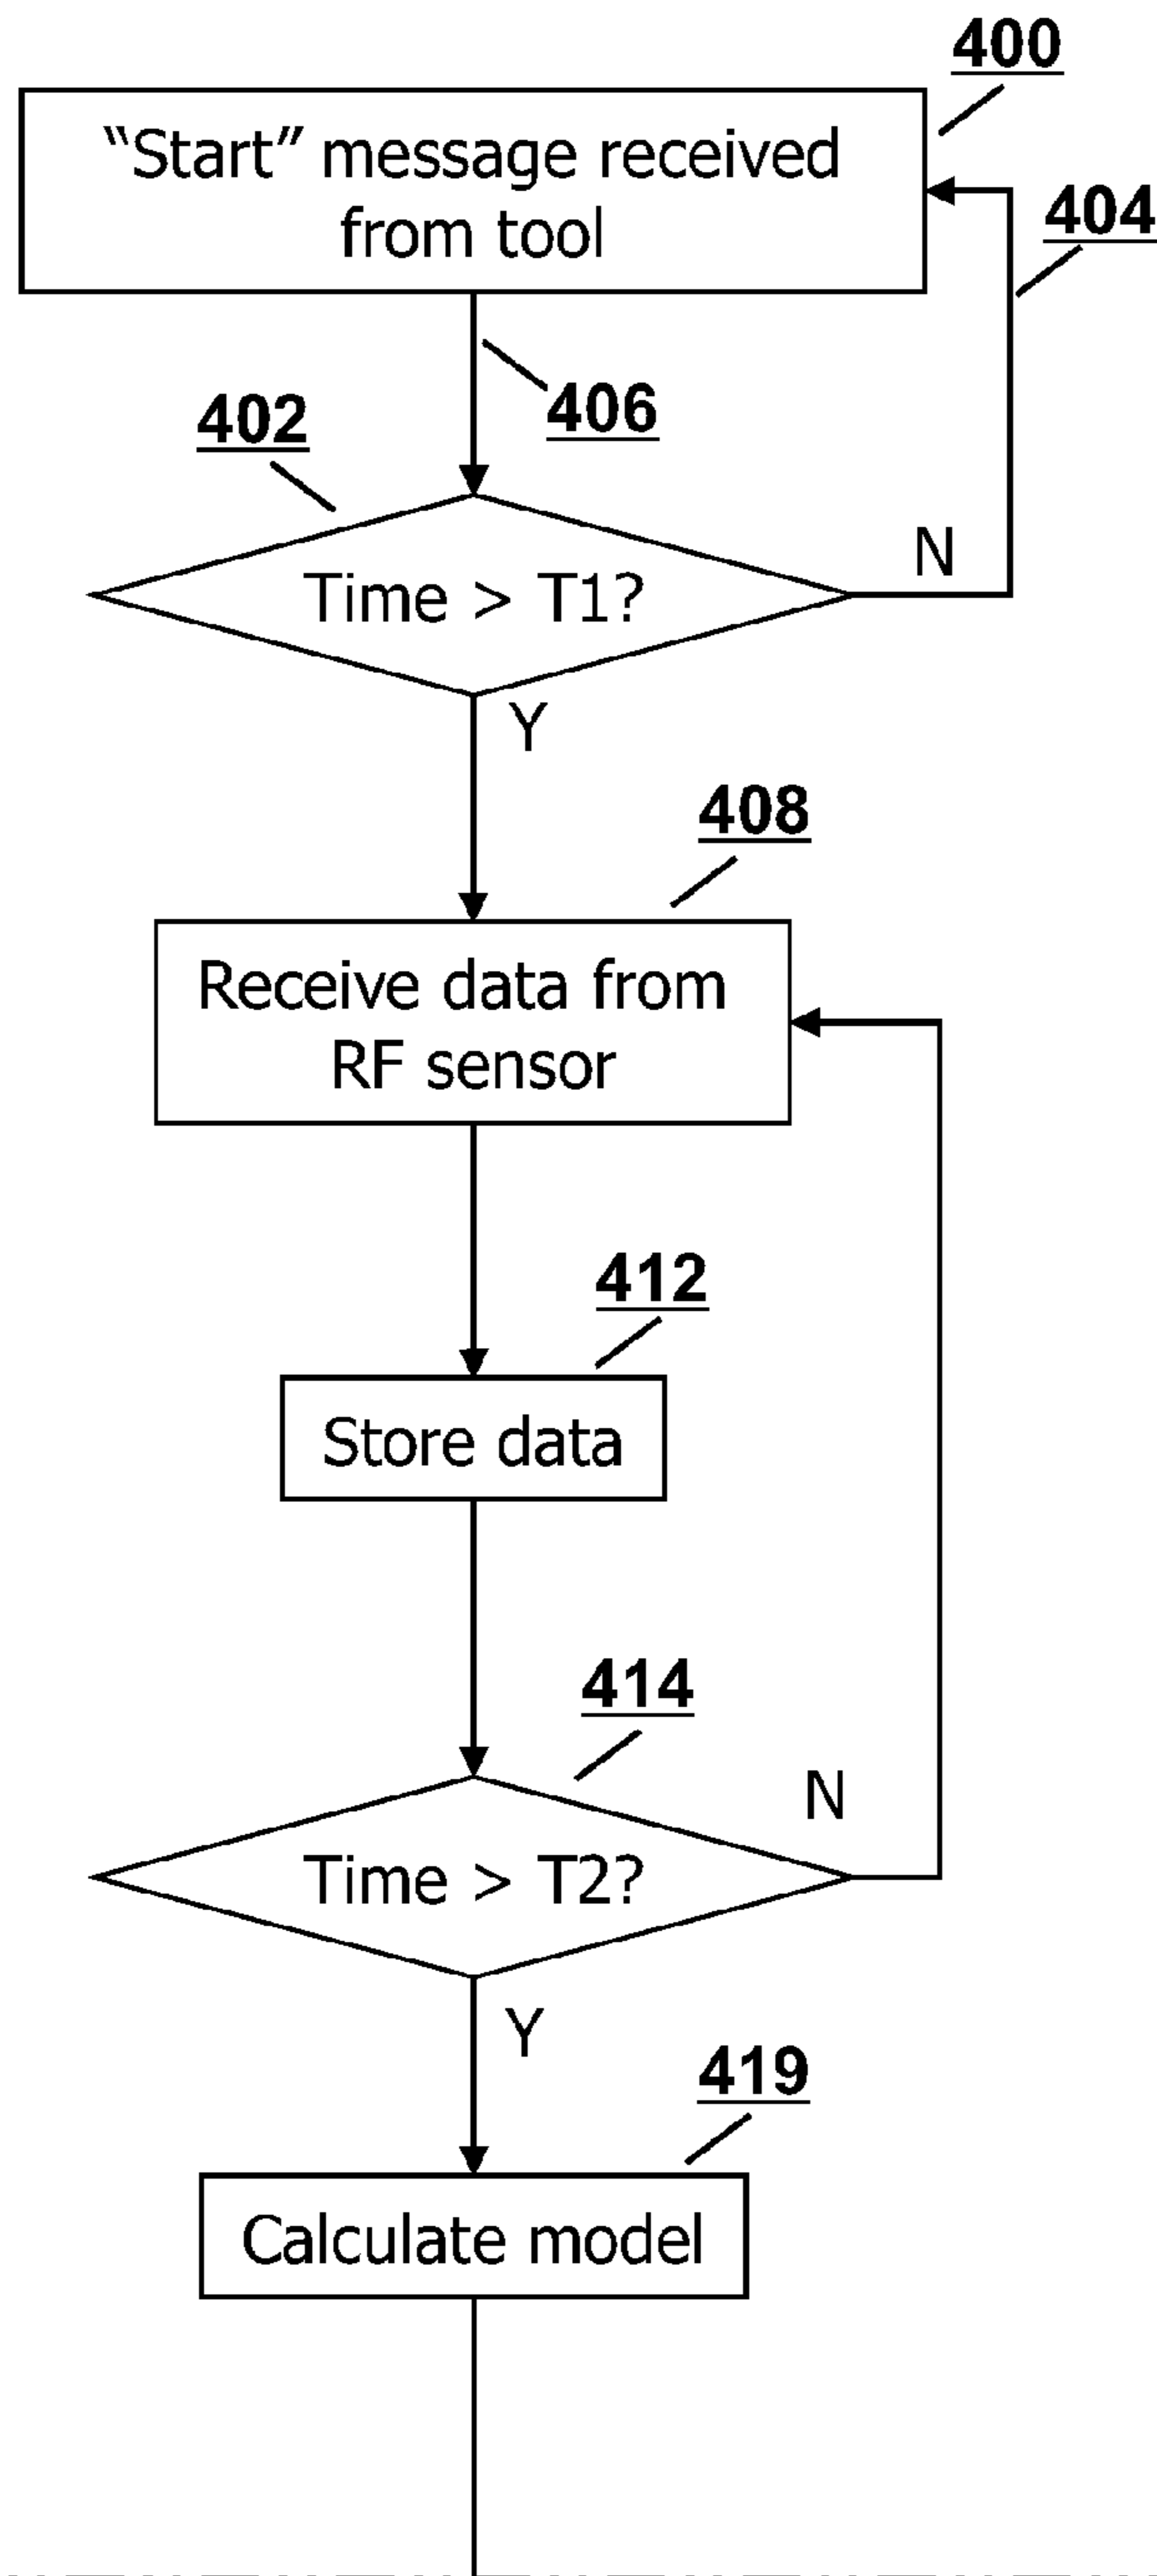 400
“Start” message received
from tool
404
406
402
Time > T1?
N
Y
408
Receive data from
RF sensor
412
Store data
414
N
Time > T2?
Y
419
Calculate model